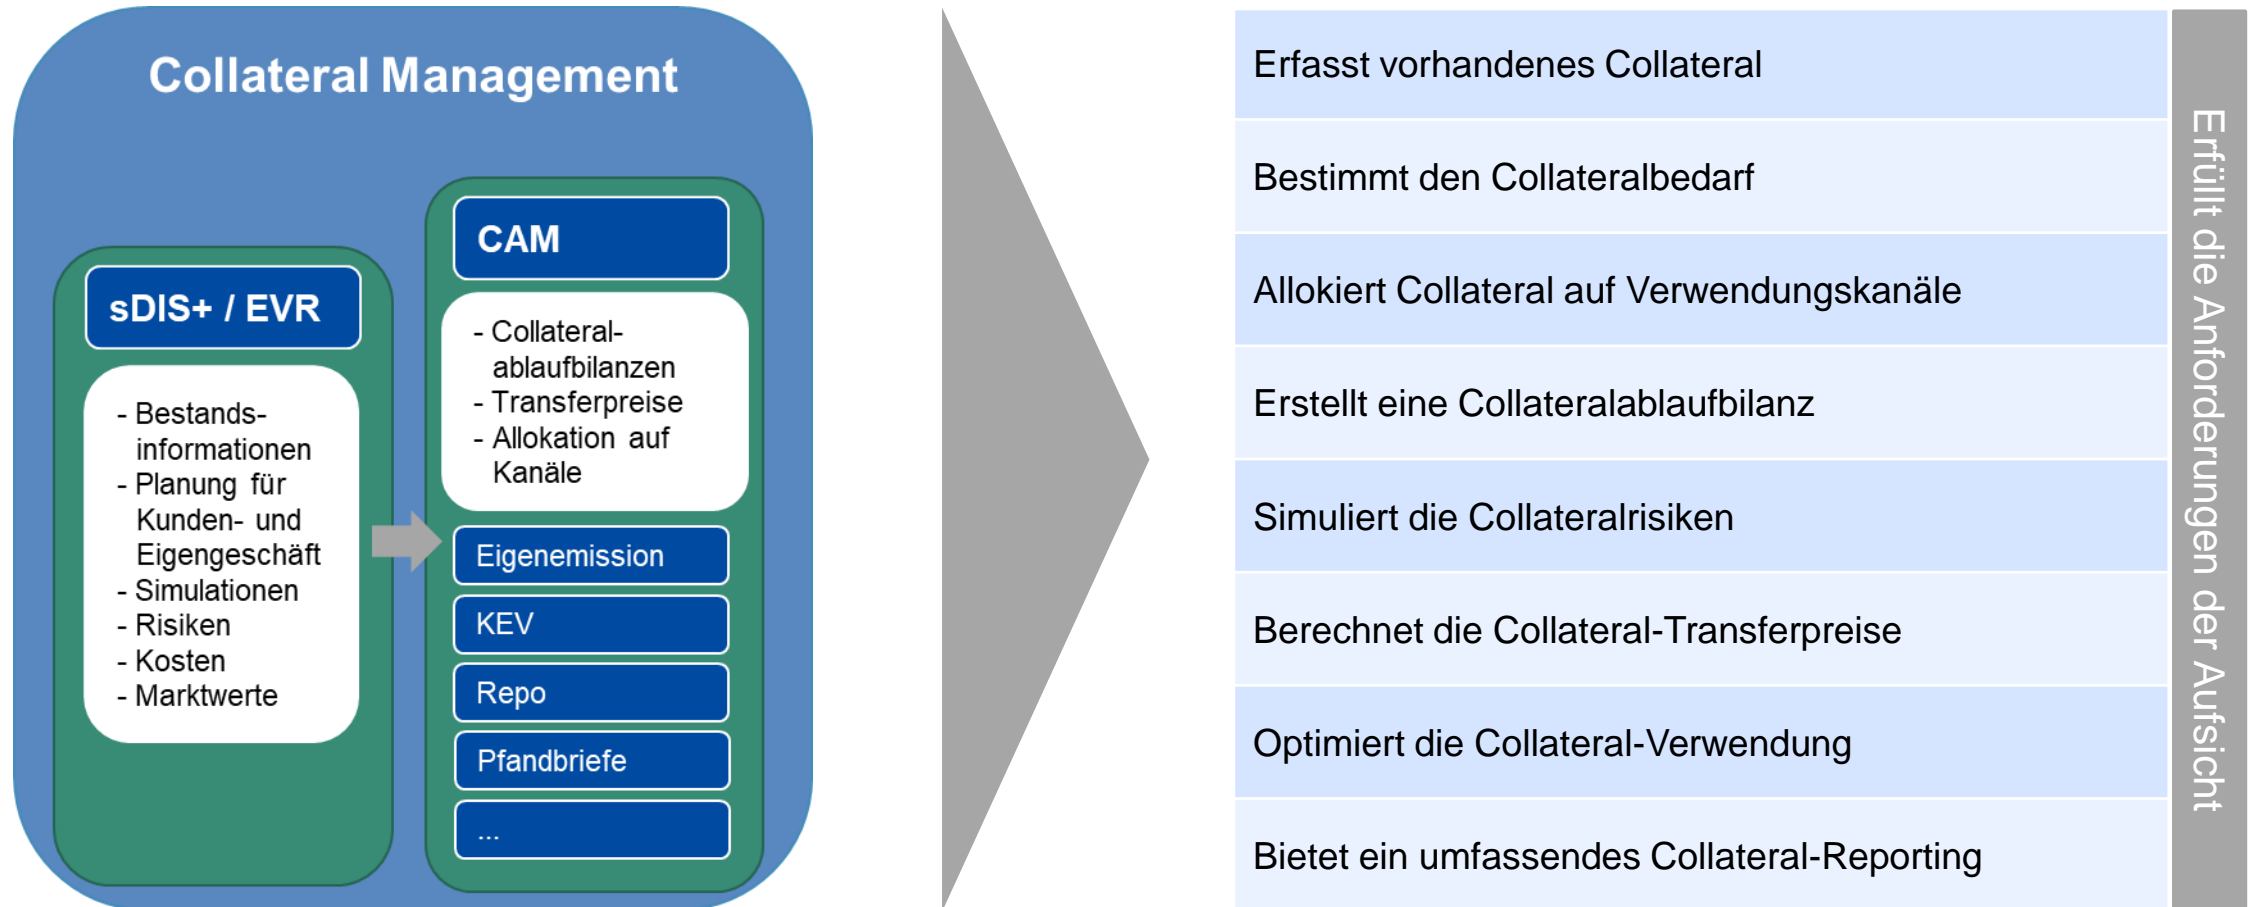 Collateral Management
sDIS+ / EVR
- Bestands-
informationen
- Planung für
Kunden- und
Eigengeschäft
- Simulationen
- Risiken
- Kosten
- Marktwerte
CAM
- Collateral-
ablaufbilanzen
- Transferpreise
- Allokation auf
Kanäle
Eigenemission
KEV
Repo
Pfandbriefe
...
Erfasst vorhandenes Collateral
Bestimmt den Collateralbedarf
Allokiert Collateral auf Verwendungskanäle
Erstellt eine Collateralablaufbilanz
Simuliert die Collateralrisiken
Berechnet die Collateral-Transferpreise
Optimiert die Collateral-Verwendung
Bietet ein umfassendes Collateral-Reporting
Erfüllt die Anforderungen der Aufsicht